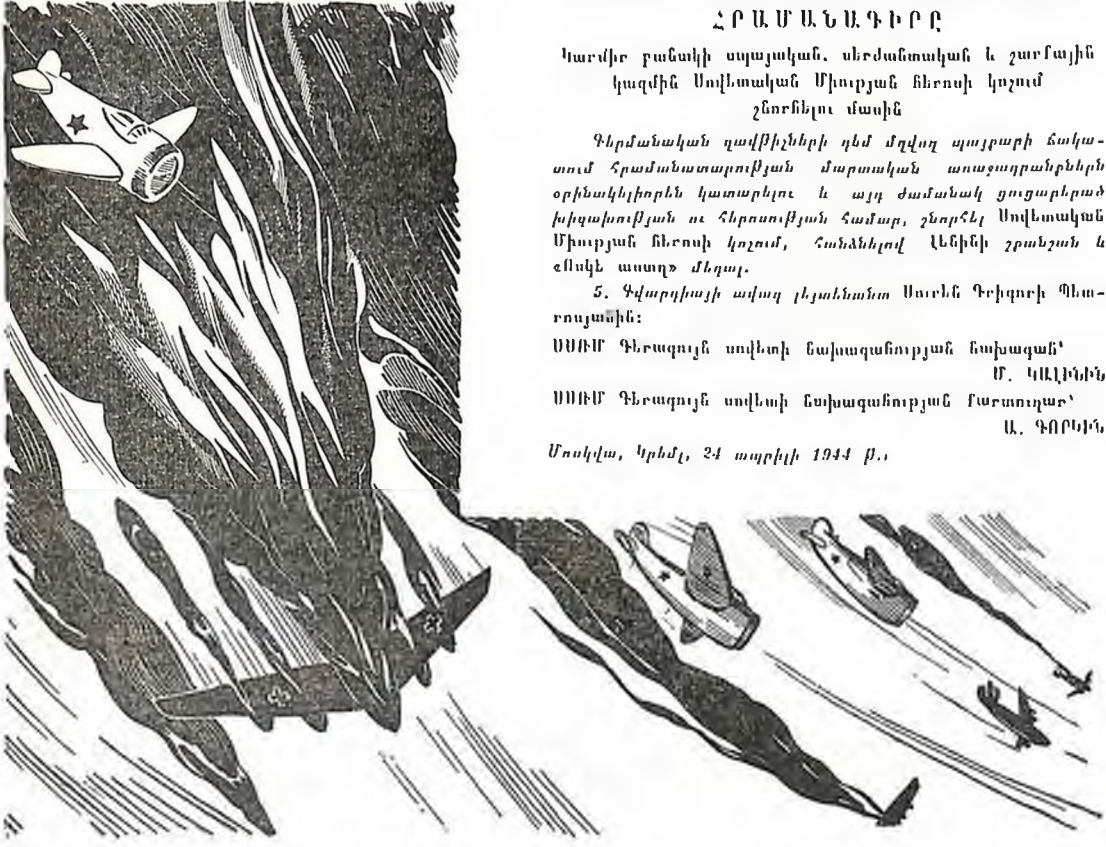 ՀՐԱՄԱՆԱԳԻՐԸ
Կարմիր բանակի սպայական. սերժանտական և շարքային
կազմին Սովետական Միության հերոսի կոչում
շնորհելու մասին
Գերմանական զավթիչների դեմ մղվող պայքարի ճակա-
տում հրամանատարության մարտական առաջադրանքներն
օրինակելիորեն կատարելու և այդ ժամանակ ցուցաբերած
խիզախության ու հերոսության համար, շնորհել Սովետական
Միության հերոսի կոչում, հանձնելով Լենինի շքանշան և
«Ոսկե աստղ» մեդալ.
5. Գվարդիայի ավագ լեյտենանտ Սուրեն Գրիգորի Պետ-
րոսյանին:
ՍՍՌՄ Գերագույն սովետի նախագահության նախագահ՝
Մ. ԿԱԼԻՆԻՆ
ՍՍՌՄ Գերագույն սովետի նախագահության քարտուղար՝
Ա. ԳՈՐԿԻՆ
Մոսկվա, Կրեմլ, 24 ապրիլի 1944 թ.,